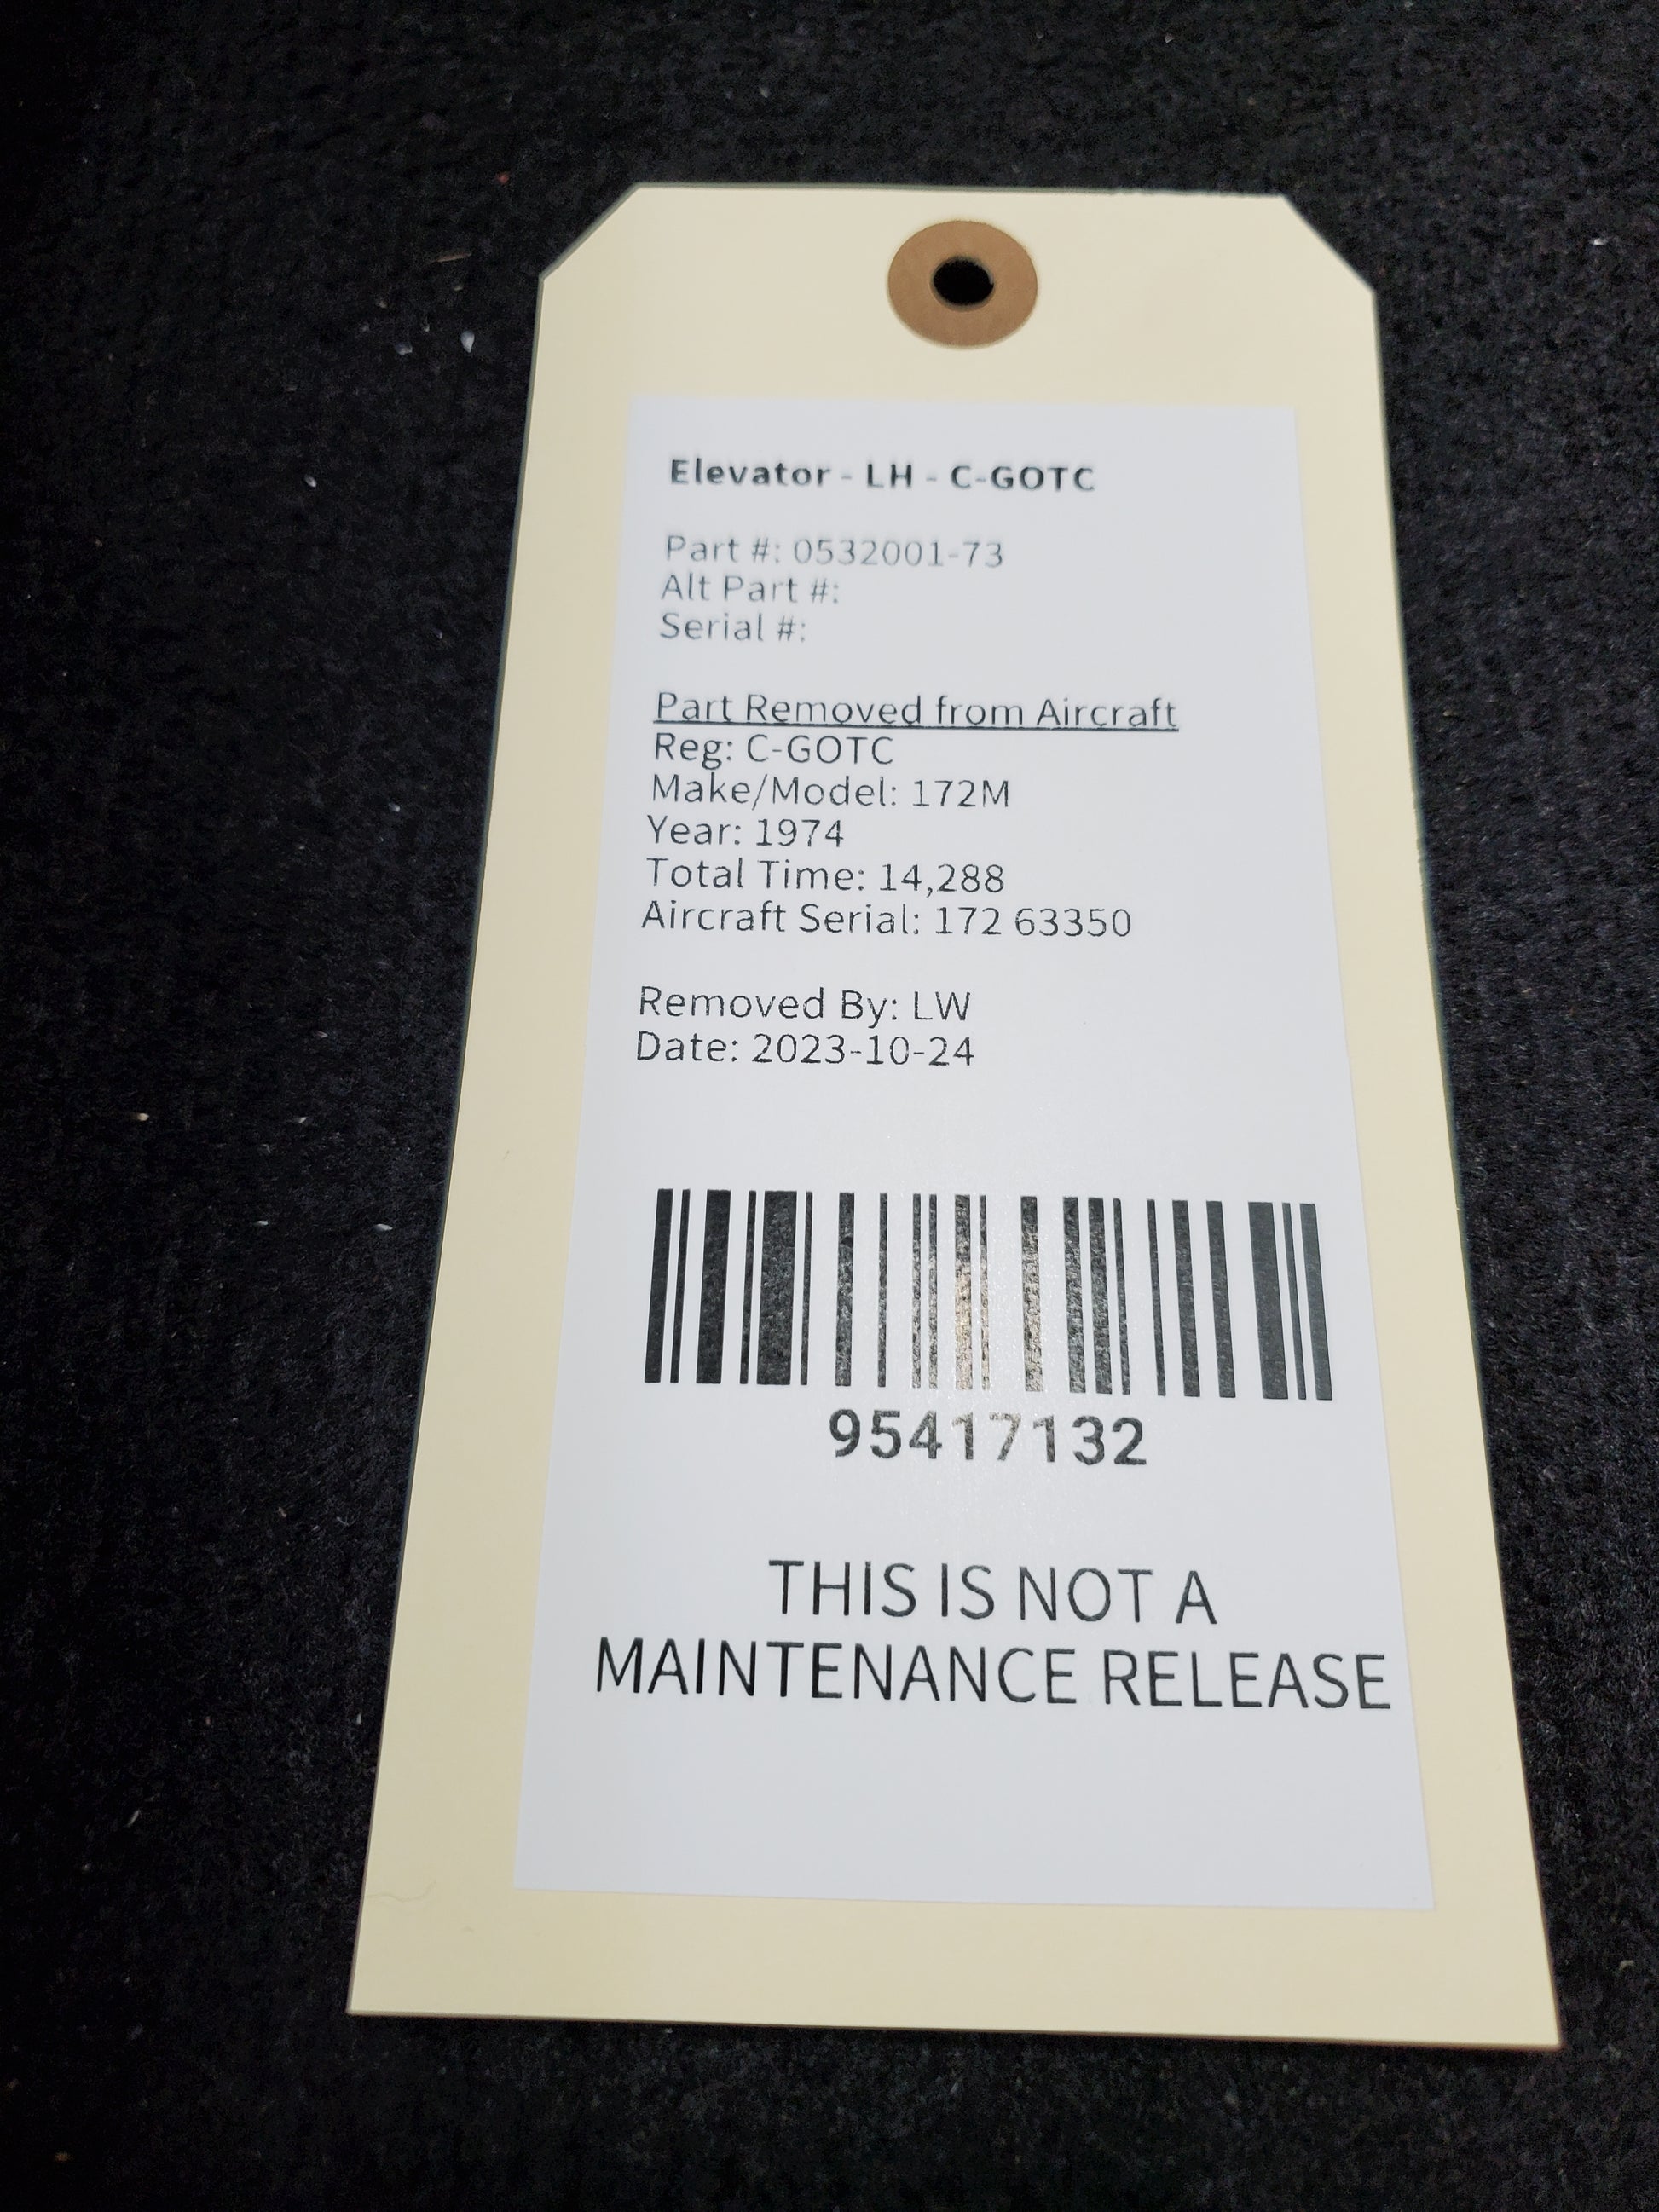 Elevator - LH - C-GOTC
Part #: 0532001-73
Alt Part #:
Serial #:
Part Removed from Aircraft
Reg: C-GOTC
Make/Model: 172M
Year: 1974
Total Time: 14,288
Aircraft Serial: 172 63350
Removed By: LW
Date: 2023-10-24
95417132
THIS IS NOT A
MAINTENANCE RELEASE